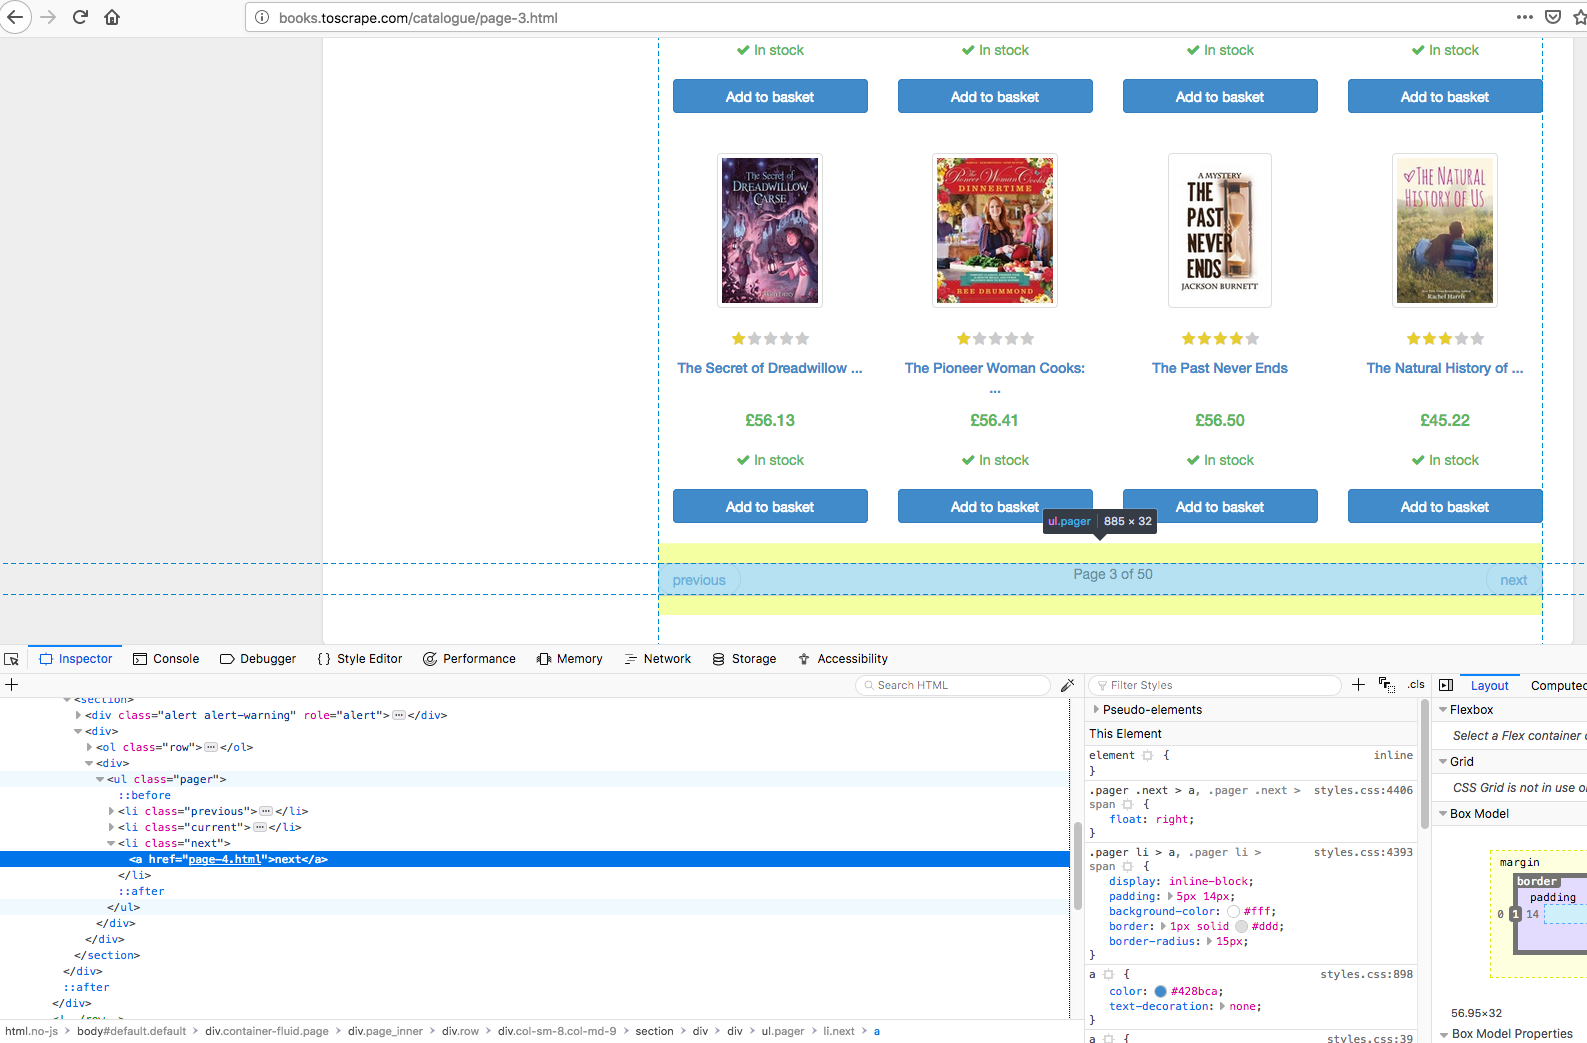 books.toscrape.com/catalogue/page-3.html
In stock In stock In stock In stock
Add to basket Add to basket Add to basket Add to basket
The Secret of DREADWILLOW CARSE
The Pioneer Woman Cooks DINNERTIME REE DRUMMOND
A MYSTERY THE PAST NEVER ENDS JACKSON BURNETT
THE NATURAL HISTORY OF US Rachel Harris
The Secret of Dreadwillow ... The Pioneer Woman Cooks: ... The Past Never Ends The Natural History of ...
£56.13 £56.41 £56.50 £45.22
In stock In stock In stock In stock
Add to basket Add to basket Add to basket Add to basket
ul.pager 885 × 32
previous Page 3 of 50 next
Inspector Console Debugger Style Editor Performance Memory Network Storage Accessibility
Search HTML
<section>
<div class="alert alert-warning" role="alert"> ... </div>
<div>
<ol class="row"> ... </ol>
<div>
<ul class="pager">
::before
<li class="previous"> ... </li>
<li class="current"> ... </li>
<li class="next">
<a href="page-4.html">next</a>
</li>
::after
</ul>
</div>
</div>
</section>
</div>
::after
</div>
html.no-js > body#default.default > div.container-fluid.page > div.page_inner > div.row > div.col-sm-8.col-md-9 > section > div > div > ul.pager > li.next > a
Filter Styles + .cls
Pseudo-elements
This Element
element { inline
}
.pager .next > a, .pager .next > styles.css:4406
span {
float: right;
}
.pager li > a, .pager li > styles.css:4393
span {
display: inline-block;
padding: 5px 14px;
background-color: #fff;
border: 1px solid #ddd;
border-radius: 15px;
}
a { styles.css:898
color: #428bca;
text-decoration: none;
}
a { styles.css:39
Layout Computed
Flexbox
Select a Flex container
Grid
CSS Grid is not in use
Box Model
margin
border
padding
0 1 14
56.95×32
Box Model Properties